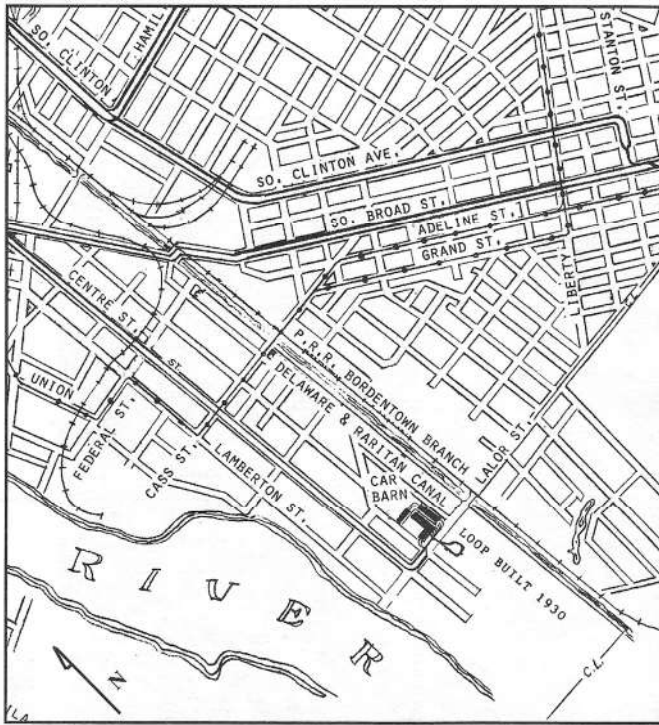 SO. CLINTON
HAMIL
STANTON ST.
SO. CLINTON AVE.
SO. BROAD ST.
ADELINE ST.
GRAND ST.
LIBERTY
CENTRE ST.
ST.
UNION
FEDERAL ST.
CASS ST.
LAMBERTON ST.
P.R.R. BORDENTOWN BRANCH
DELAWARE & RARITAN CANAL
CAR
BARN
LALOR ST.
LOOP BUILT 1930
RIVER
N
C.L.
ILA